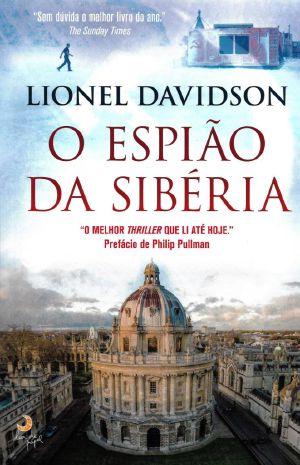 "Sem dúvida o melhor livro do ano."
The Sunday Times
LIONEL DAVIDSON
O ESPIÃO
DA SIBÉRIA
"O MELHOR THRILLER QUE LI ATÉ HOJE."
Prefácio de Philip Pullman